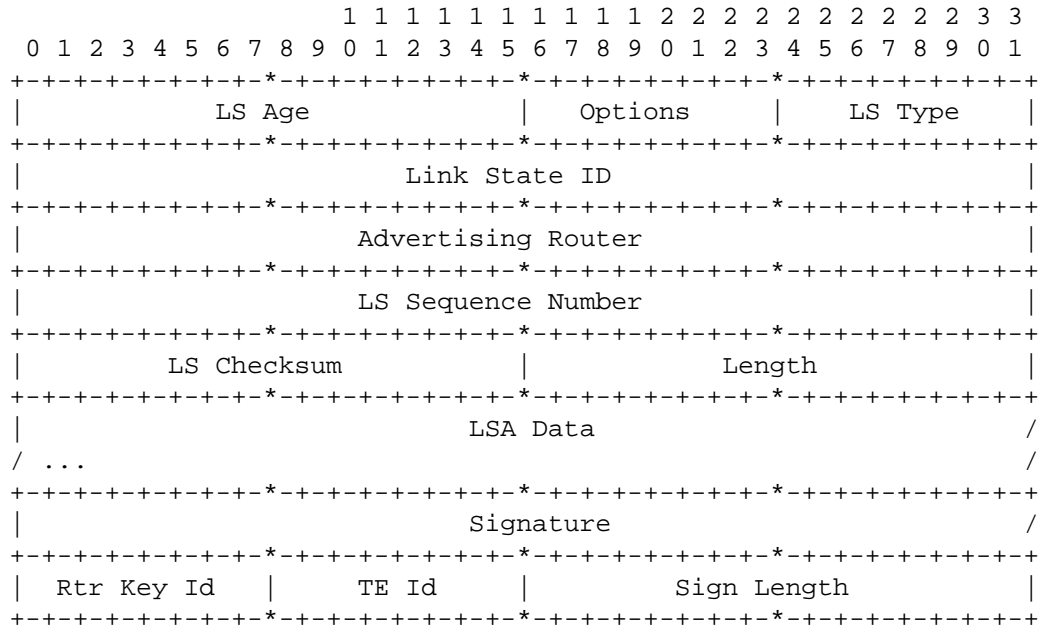 1 1 1 1 1 1 1 1 1 1 2 2 2 2 2 2 2 2 2 2 3 3
 0 1 2 3 4 5 6 7 8 9 0 1 2 3 4 5 6 7 8 9 0 1 2 3 4 5 6 7 8 9 0 1
+-+-+-+-+-+-+-+-*-+-+-+-+-+-+-+-*-+-+-+-+-+-+-+-*-+-+-+-+-+-+-+-+
|            LS Age             |    Options    |    LS Type    |
+-+-+-+-+-+-+-+-*-+-+-+-+-+-+-+-*-+-+-+-+-+-+-+-*-+-+-+-+-+-+-+-+
|                        Link State ID                          |
+-+-+-+-+-+-+-+-*-+-+-+-+-+-+-+-*-+-+-+-+-+-+-+-*-+-+-+-+-+-+-+-+
|                     Advertising Router                        |
+-+-+-+-+-+-+-+-*-+-+-+-+-+-+-+-*-+-+-+-+-+-+-+-*-+-+-+-+-+-+-+-+
|                     LS Sequence Number                        |
+-+-+-+-+-+-+-+-*-+-+-+-+-+-+-+-*-+-+-+-+-+-+-+-*-+-+-+-+-+-+-+-+
|         LS Checksum           |            Length             |
+-+-+-+-+-+-+-+-*-+-+-+-+-+-+-+-*-+-+-+-+-+-+-+-*-+-+-+-+-+-+-+-+
|                            LSA Data                           /
/ ...                                                           /
+-+-+-+-+-+-+-+-*-+-+-+-+-+-+-+-*-+-+-+-+-+-+-+-*-+-+-+-+-+-+-+-+
|                            Signature                          /
+-+-+-+-+-+-+-+-*-+-+-+-+-+-+-+-*-+-+-+-+-+-+-+-*-+-+-+-+-+-+-+-+
|  Rtr Key Id   |     TE Id     |         Sign Length           |
+-+-+-+-+-+-+-+-*-+-+-+-+-+-+-+-*-+-+-+-+-+-+-+-*-+-+-+-+-+-+-+-+